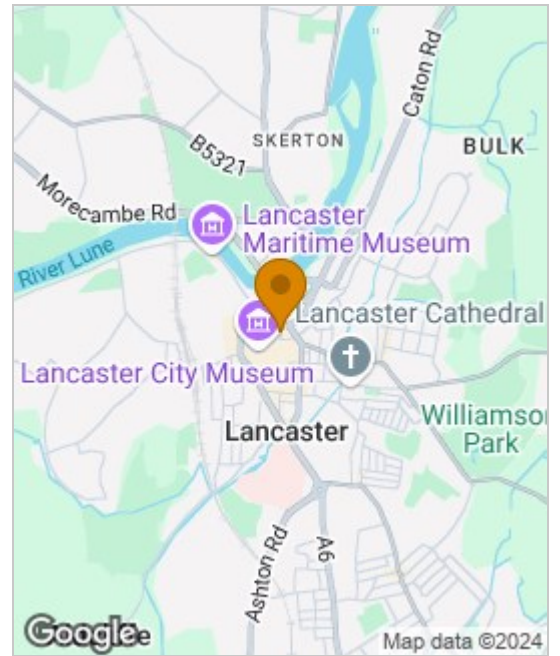 Caton Rd
SKERTON
BULK
B5321
Morecambe Rd
Lancaster
Maritime Museum
River Lune
Lancaster Cathedral
Lancaster City Museum
Williamson
Park
Lancaster
Ashton Rd
A6
Google
Map data ©2024